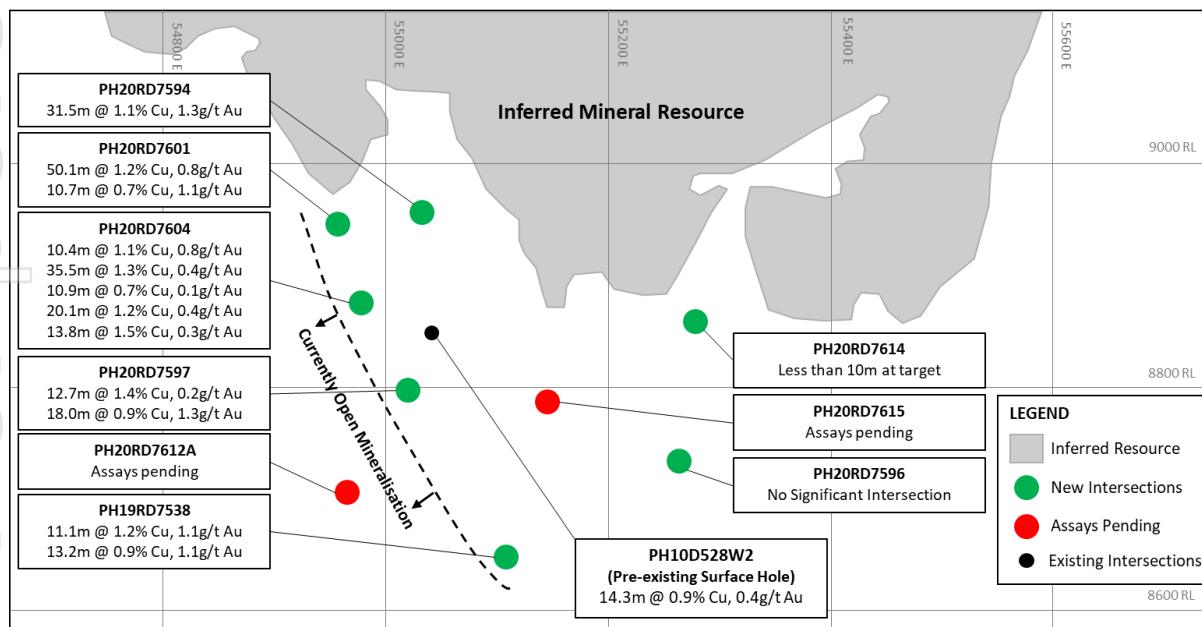 54800 E
55000 E
55200 E
55400 E
55600 E
Inferred Mineral Resource
9000 RL
8800 RL
8600 RL
PH20RD7594
31.5m @ 1.1% Cu, 1.3g/t Au
PH20RD7601
50.1m @ 1.2% Cu, 0.8g/t Au
10.7m @ 0.7% Cu, 1.1g/t Au
PH20RD7604
10.4m @ 1.1% Cu, 0.8g/t Au
35.5m @ 1.3% Cu, 0.4g/t Au
10.9m @ 0.7% Cu, 0.1g/t Au
20.1m @ 1.2% Cu, 0.4g/t Au
13.8m @ 1.5% Cu, 0.3g/t Au
PH20RD7597
12.7m @ 1.4% Cu, 0.2g/t Au
18.0m @ 0.9% Cu, 1.3g/t Au
PH20RD7612A
Assays pending
PH19RD7538
11.1m @ 1.2% Cu, 1.1g/t Au
13.2m @ 0.9% Cu, 1.1g/t Au
Currently Open Mineralisation
PH10D528W2
(Pre-existing Surface Hole)
14.3m @ 0.9% Cu, 0.4g/t Au
PH20RD7614
Less than 10m at target
PH20RD7615
Assays pending
PH20RD7596
No Significant Intersection
LEGEND
Inferred Resource
New Intersections
Assays Pending
Existing Intersections